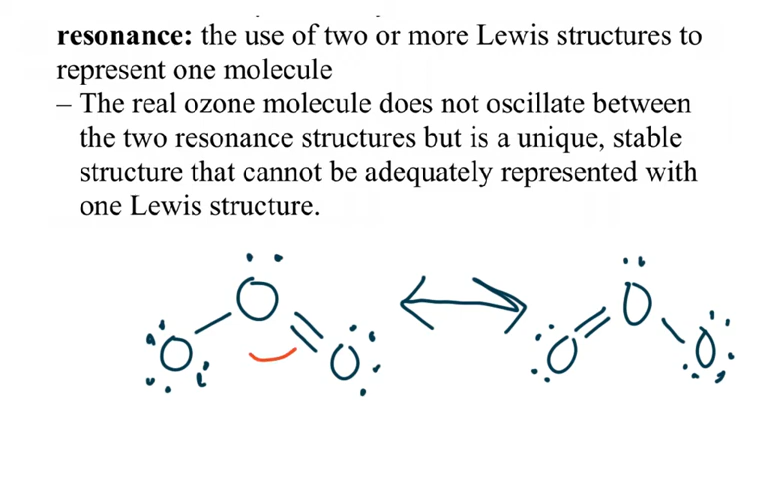 resonance: the use of two or more Lewis structures to
represent one molecule
– The real ozone molecule does not oscillate between
the two resonance structures but is a unique, stable
structure that cannot be adequately represented with
one Lewis structure.
O O
O O O O